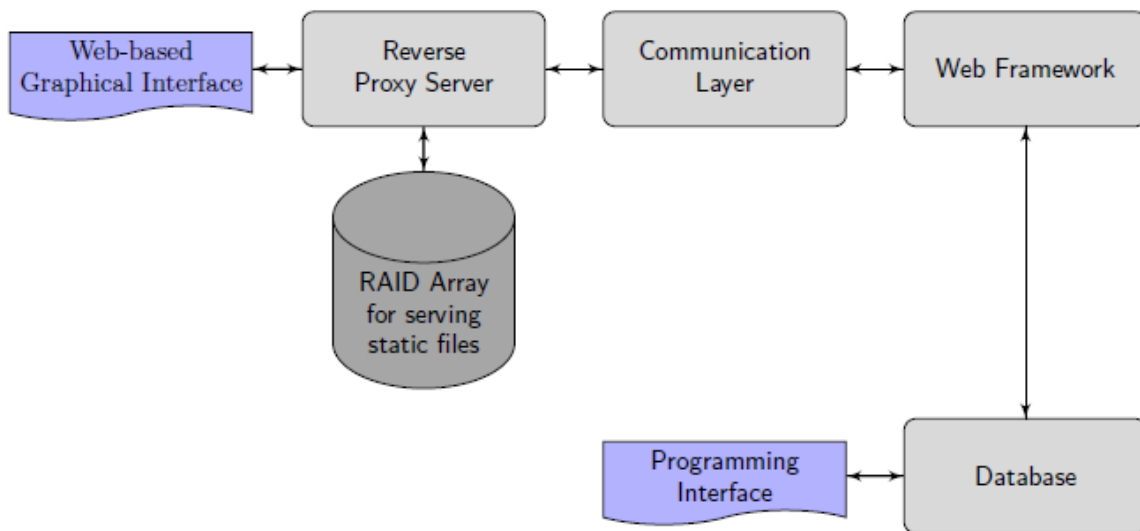 Web-based
Graphical Interface
Reverse
Proxy Server
Communication
Layer
Web Framework
RAID Array
for serving
static files
Programming
Interface
Database